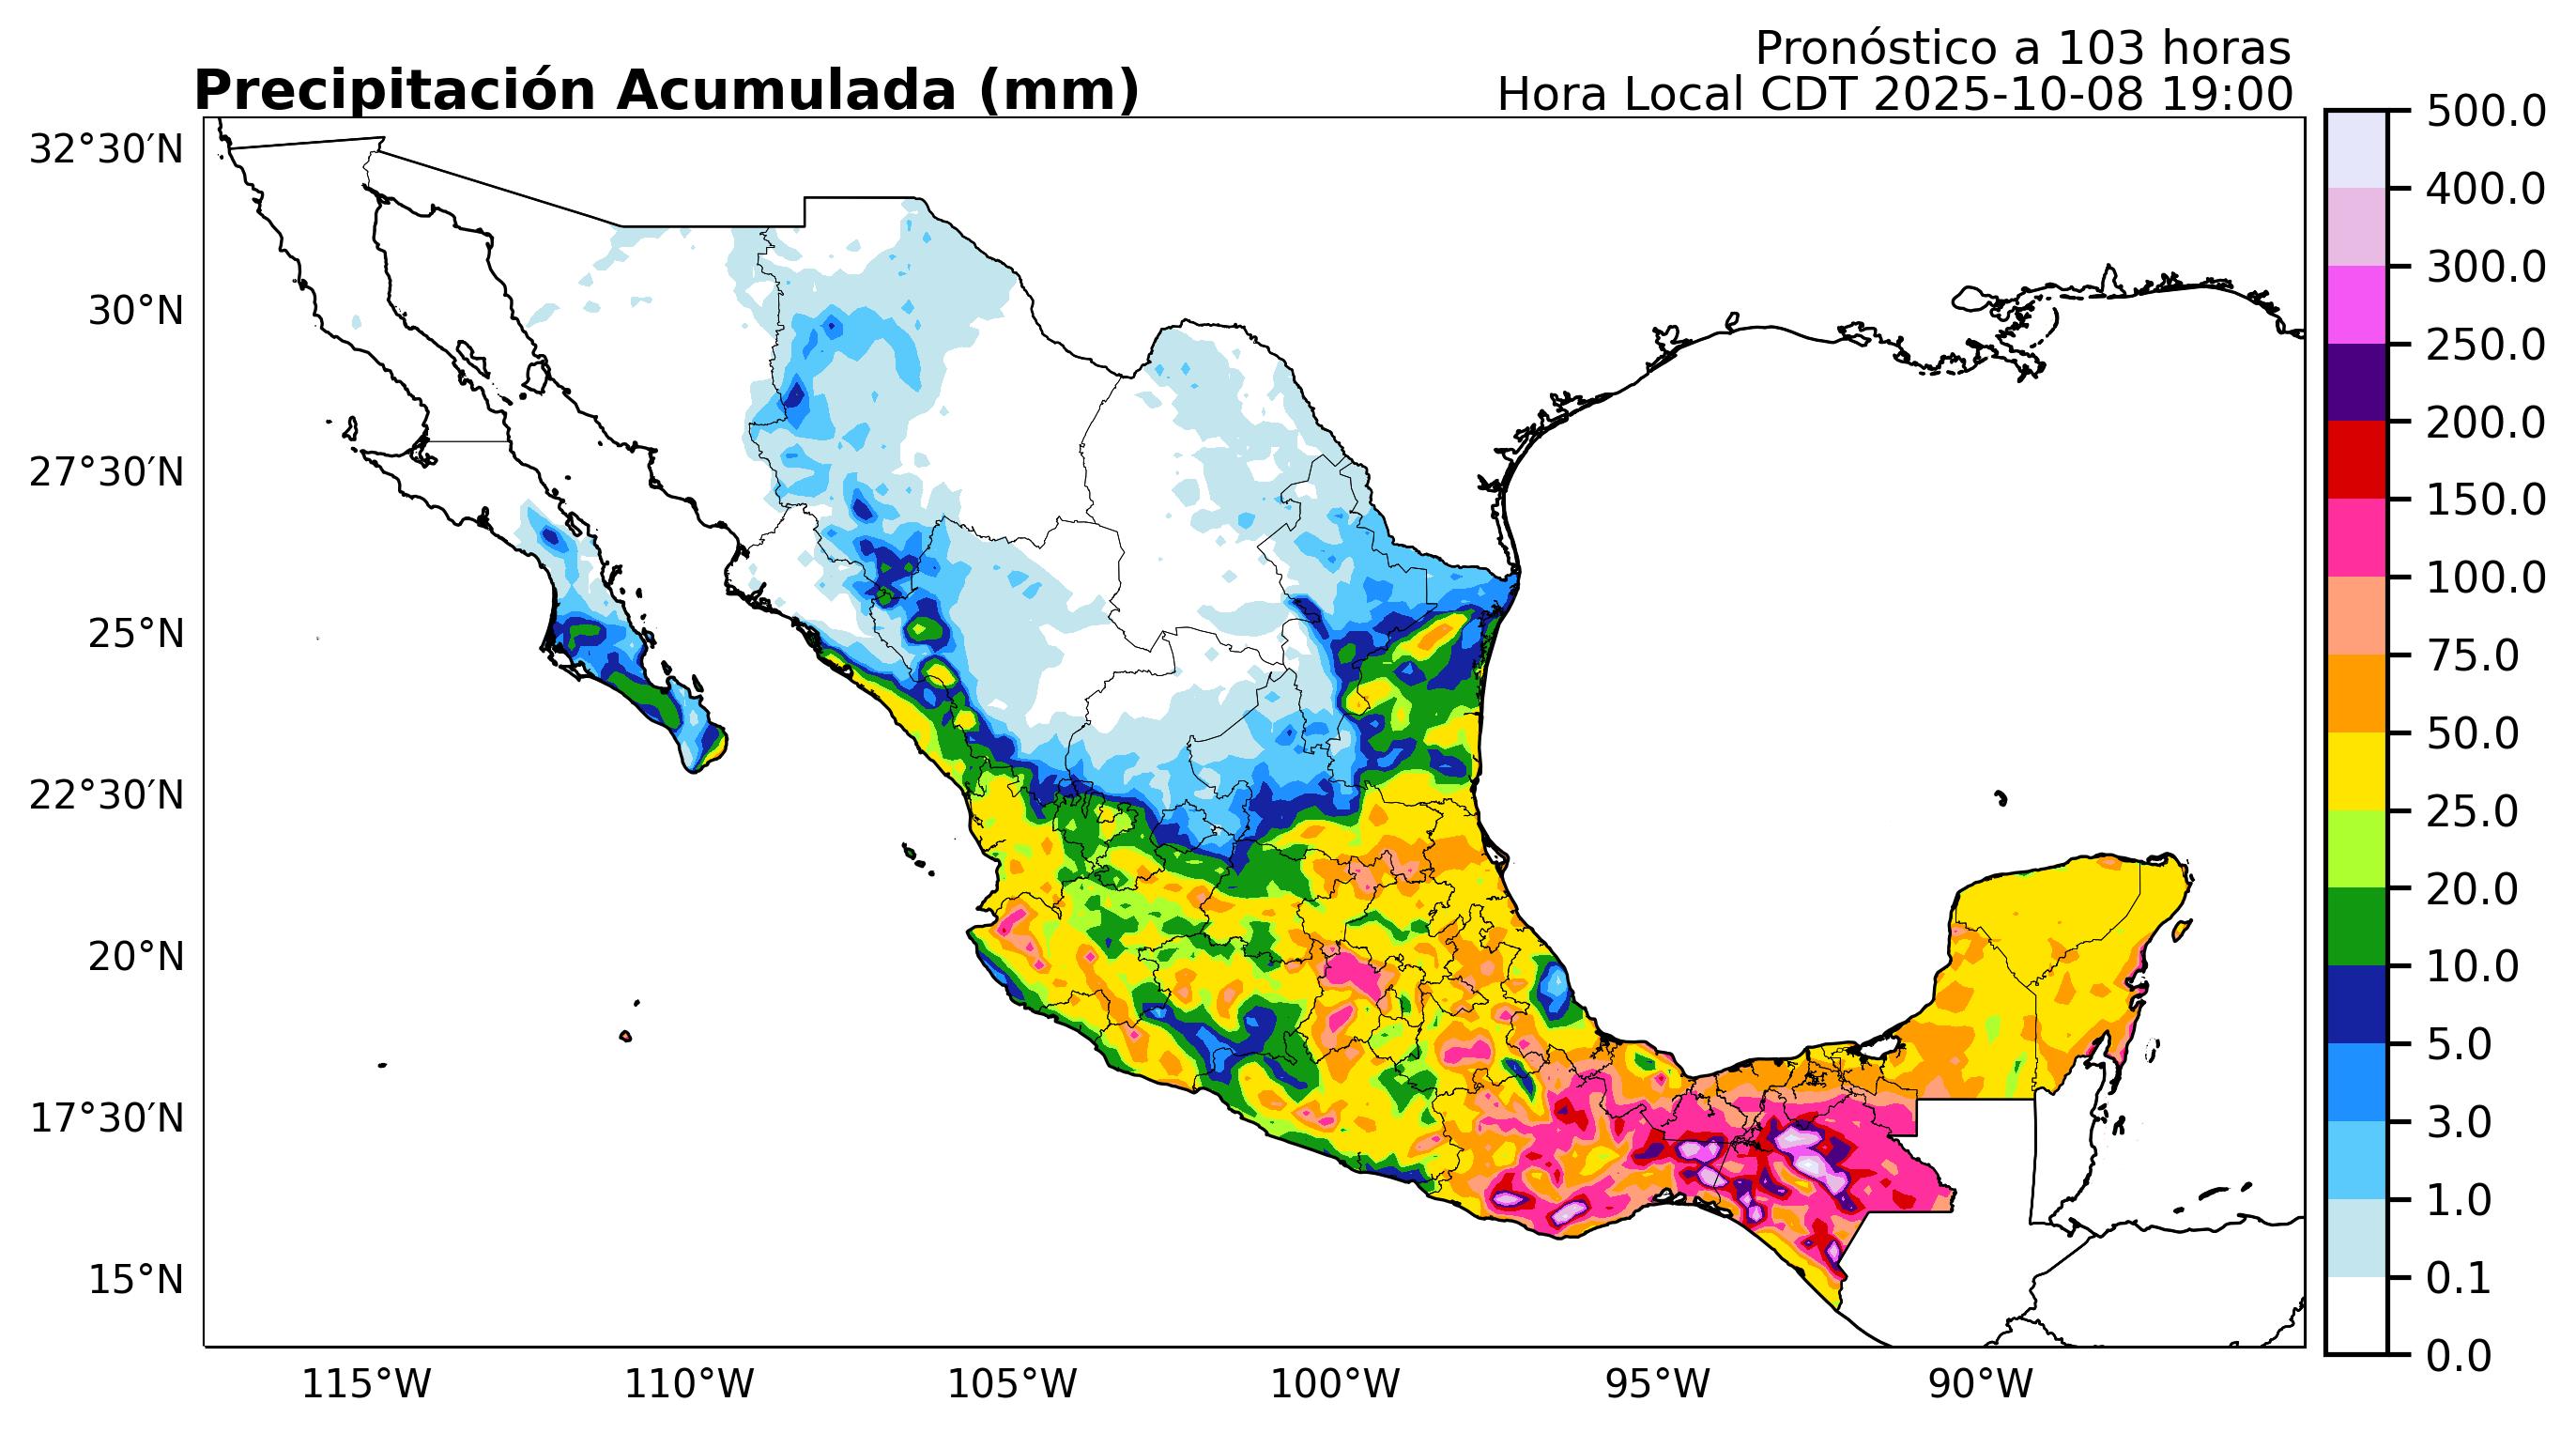 Pronóstico a 103 horas
Precipitación Acumulada (mm)
Hora Local CDT 2025-10-08 19:00
32°30′N
30°N
27°30′N
25°N
22°30′N
20°N
17°30′N
15°N
115°W
110°W
105°W
100°W
95°W
90°W
500.0
400.0
300.0
250.0
200.0
150.0
100.0
75.0
50.0
25.0
20.0
10.0
5.0
3.0
1.0
0.1
0.0